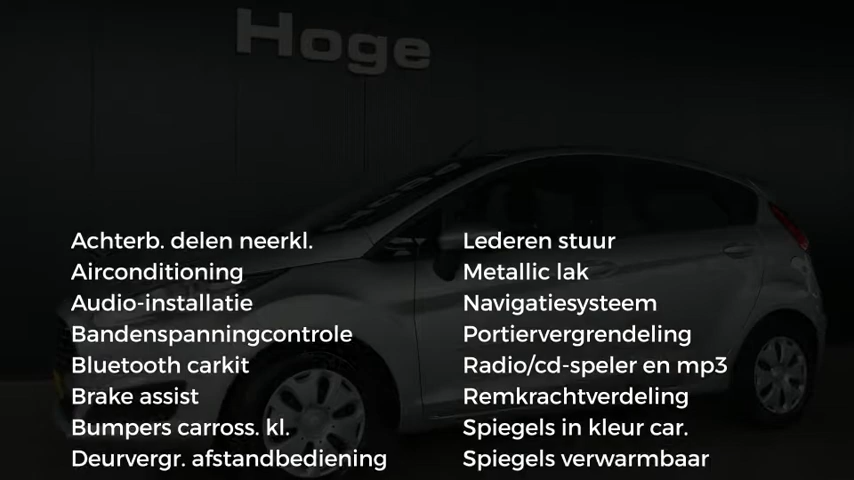 Hoge
Achterb. delen neerkl.
Airconditioning
Audio-installatie
Bandenspanningcontrole
Bluetooth carkit
Brake assist
Bumpers carross. kl.
Deurvergr. afstandbediening
Lederen stuur
Metallic lak
Navigatiesysteem
Portiervergrendeling
Radio/cd-speler en mp3
Remkrachtverdeling
Spiegels in kleur car.
Spiegels verwarmbaar